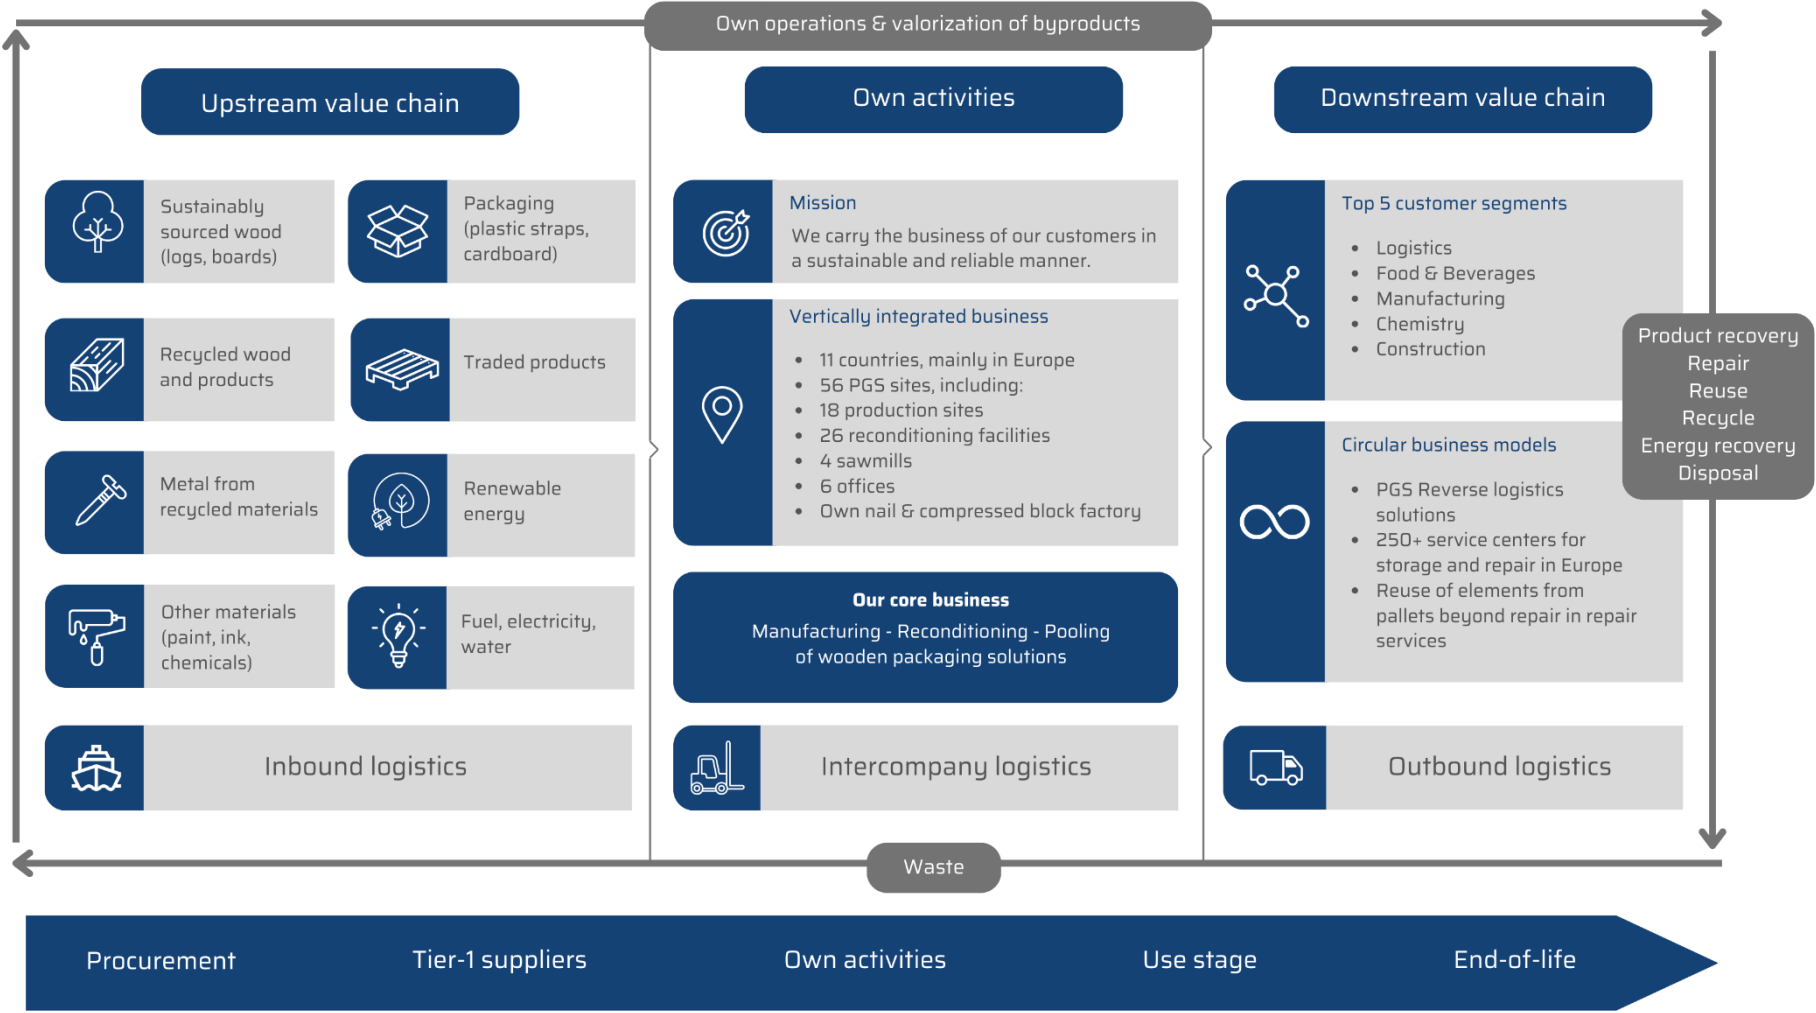 Own operations & valorization of byproducts
Upstream value chain
Sustainably
sourced wood
(logs, boards)
Packaging
(plastic straps,
cardboard)
Recycled wood
and products
Traded products
Metal from
recycled materials
Renewable
energy
Other materials
(paint, ink,
chemicals)
Fuel, electricity,
water
Inbound logistics
Own activities
Mission
We carry the business of our customers in
a sustainable and reliable manner.
Vertically integrated business
• 11 countries, mainly in Europe
• 56 PGS sites, including:
• 18 production sites
• 26 reconditioning facilities
• 4 sawmills
• 6 offices
• Own nail & compressed block factory
Our core business
Manufacturing - Reconditioning - Pooling
of wooden packaging solutions
Intercompany logistics
Downstream value chain
Top 5 customer segments
• Logistics
• Food & Beverages
• Manufacturing
• Chemistry
• Construction
Circular business models
• PGS Reverse logistics
solutions
• 250+ service centers for
storage and repair in Europe
• Reuse of elements from
pallets beyond repair in repair
services
Outbound logistics
Product recovery
Repair
Reuse
Recycle
Energy recovery
Disposal
Waste
Procurement
Tier-1 suppliers
Own activities
Use stage
End-of-life